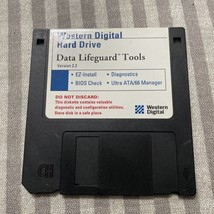 Western Digital
Hard Drive
Data Lifeguard™ Tools
Version 2.2
• EZ-Install • Diagnostics
• BIOS Check • Ultra ATA/66 Manager
DO NOT DISCARD:
This diskette contains valuable
diagnostic and configuration utilities.
Store disk in a safe place.
Western
Digital